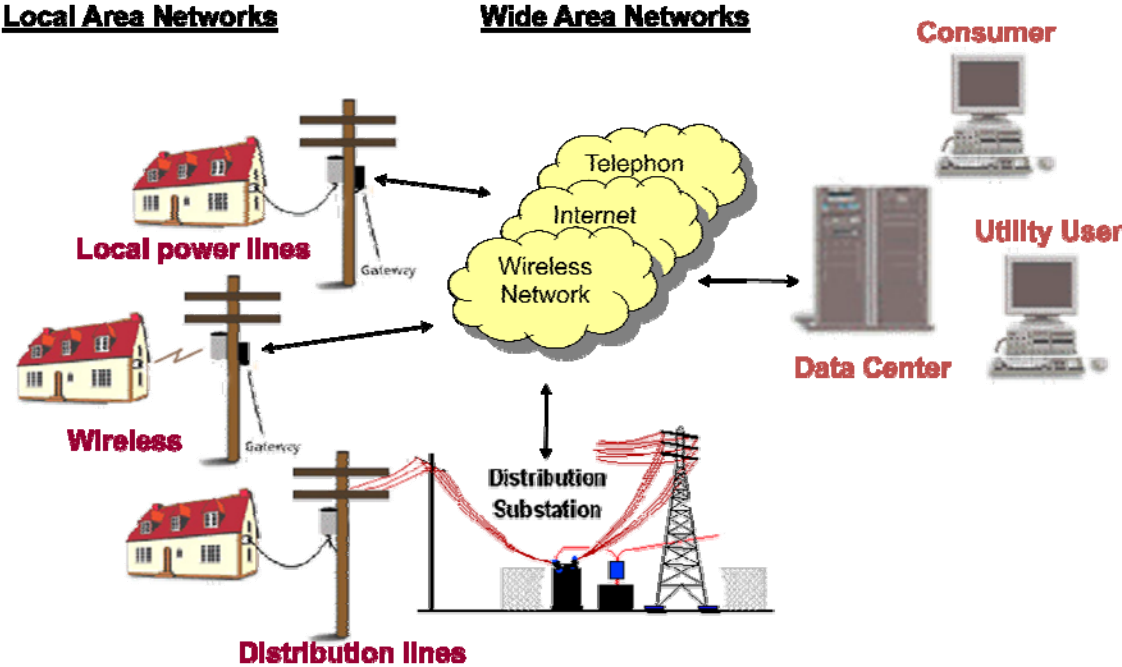 Local Area Networks
Wide Area Networks
Consumer
Telephon
Internet
Wireless
Network
Utility User
Local power lines
Gateway
Data Center
Wireless
Gateway
Distribution
Substation
Distribution lines